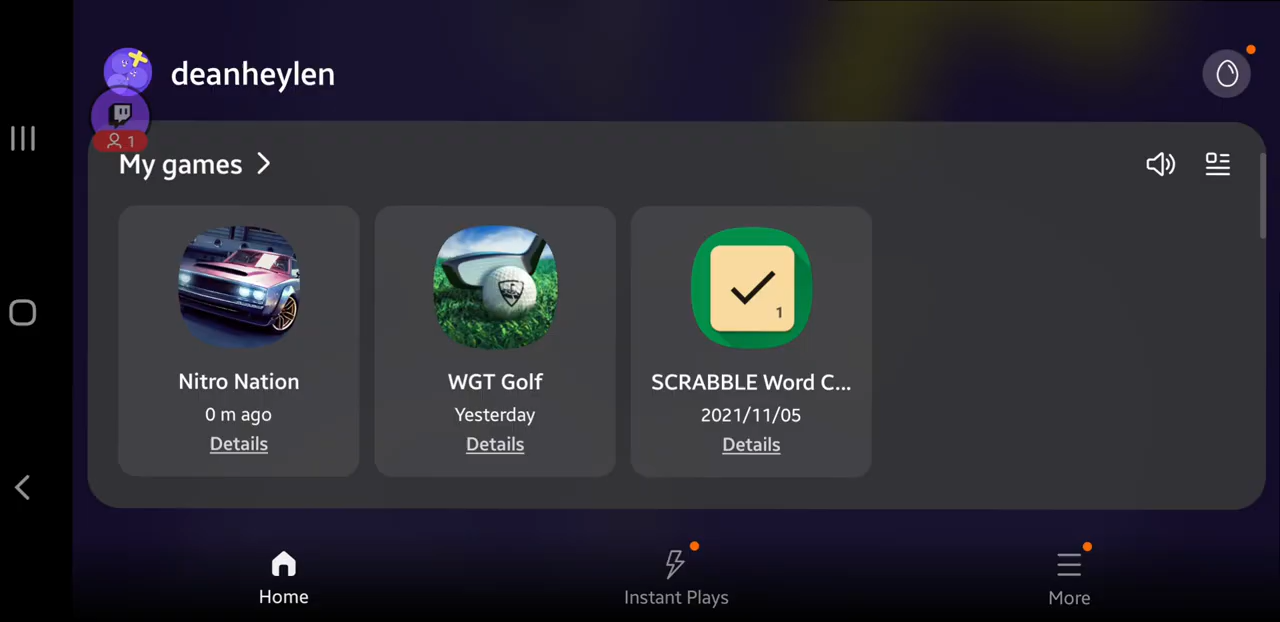 deanheylen
1
My games
1
Nitro Nation
WGT Golf
SCRABBLE Word C...
0 m ago
Yesterday
2021/11/05
Details
Details
Details
Home
Instant Plays
More